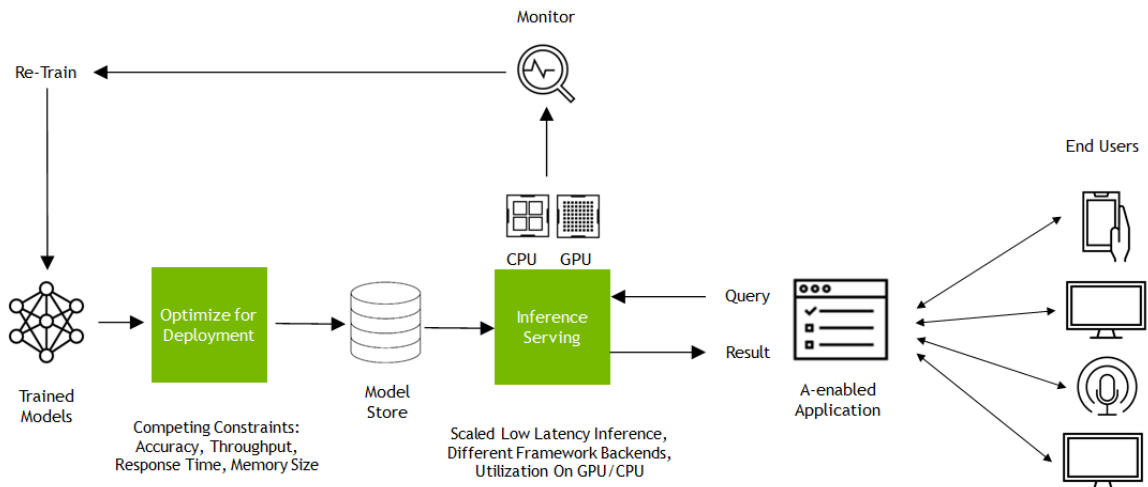 Monitor
Re-Train
End Users
CPU GPU
Optimize for
Deployment
Inference
Serving
Query
Result
Trained
Models
Model
Store
A-enabled
Application
Competing Constraints:
Accuracy, Throughput,
Response Time, Memory Size
Scaled Low Latency Inference,
Different Framework Backends,
Utilization On GPU/CPU